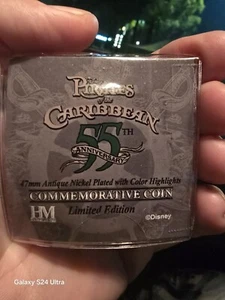 PIRATES
of the
CARIBBEAN
55TH
ANNIVERSARY
47mm Antique Nickel Plated with Color Highlights
COMMEMORATIVE COIN
HM
Limited Edition
©Disney
Galaxy S24 Ultra